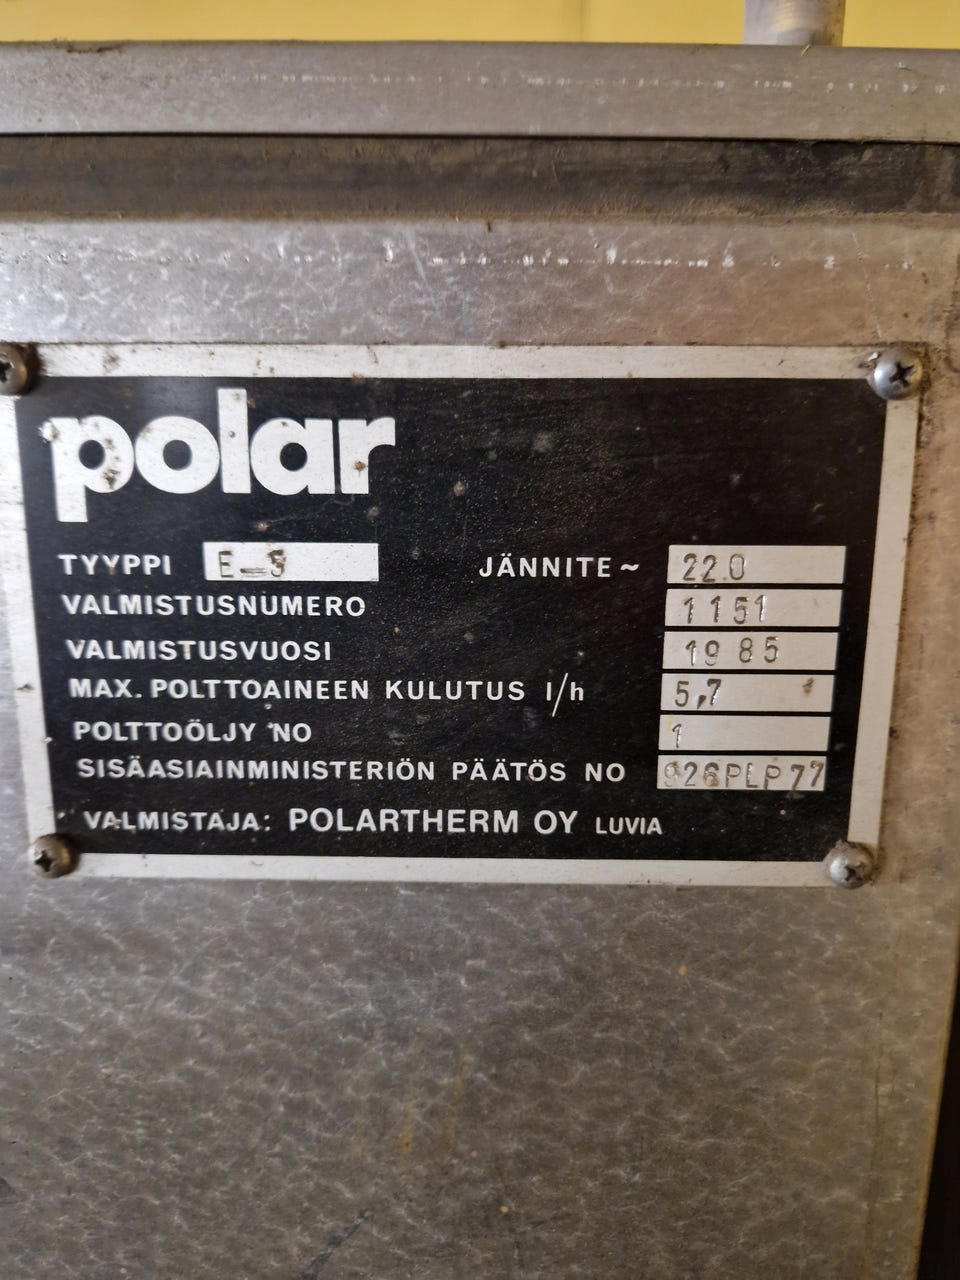 polar
TYYPPI E-S JÄNNITE ~ 220
VALMISTUSNUMERO 1151
VALMISTUSVUOSI 1985
MAX. POLTTOAINEEN KULUTUS l/h 5,7
POLTTOÖLJY NO 1
SISÄASIAINMINISTERIÖN PÄÄTÖS NO 926PLP77
VALMISTAJA: POLARTHERM OY LUVIA